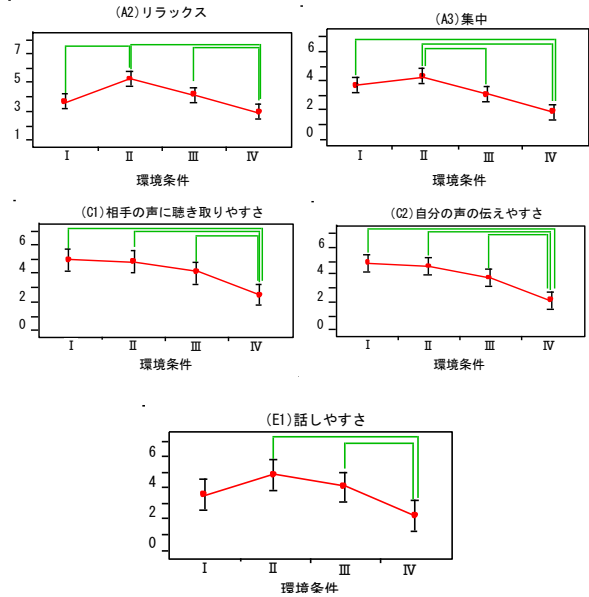 (A2)リラックス
7
5
3
1
Ⅰ Ⅱ Ⅲ Ⅳ
環境条件
(A3)集中
6
4
2
0
Ⅰ Ⅱ Ⅲ Ⅳ
環境条件
(C1)相手の声に聴き取りやすさ
6
4
2
0
Ⅰ Ⅱ Ⅲ Ⅳ
環境条件
(C2)自分の声の伝えやすさ
6
4
2
0
Ⅰ Ⅱ Ⅲ Ⅳ
環境条件
(E1)話しやすさ
6
4
2
0
Ⅰ Ⅱ Ⅲ Ⅳ
環境条件